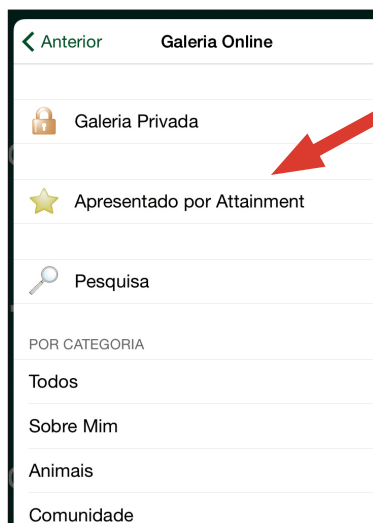 Anterior
Galeria Online
Galeria Privada
Apresentado por Attainment
Pesquisa
POR CATEGORIA
Todos
Sobre Mim
Animais
Comunidade